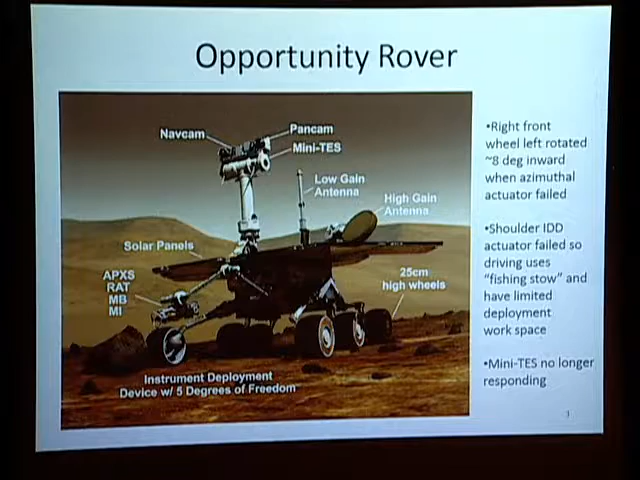 Opportunity Rover
Navcam
Pancam
Mini-TES
Low Gain
Antenna
High Gain
Antenna
Solar Panels
APXS
RAT
MB
MI
25cm
high wheels
Instrument Deployment
Device w/ 5 Degrees of Freedom
•Right front
wheel left rotated
~8 deg inward
when azimuthal
actuator failed
•Shoulder IDD
actuator failed so
driving uses
"fishing stow" and
have limited
deployment
work space
•Mini-TES no longer
responding